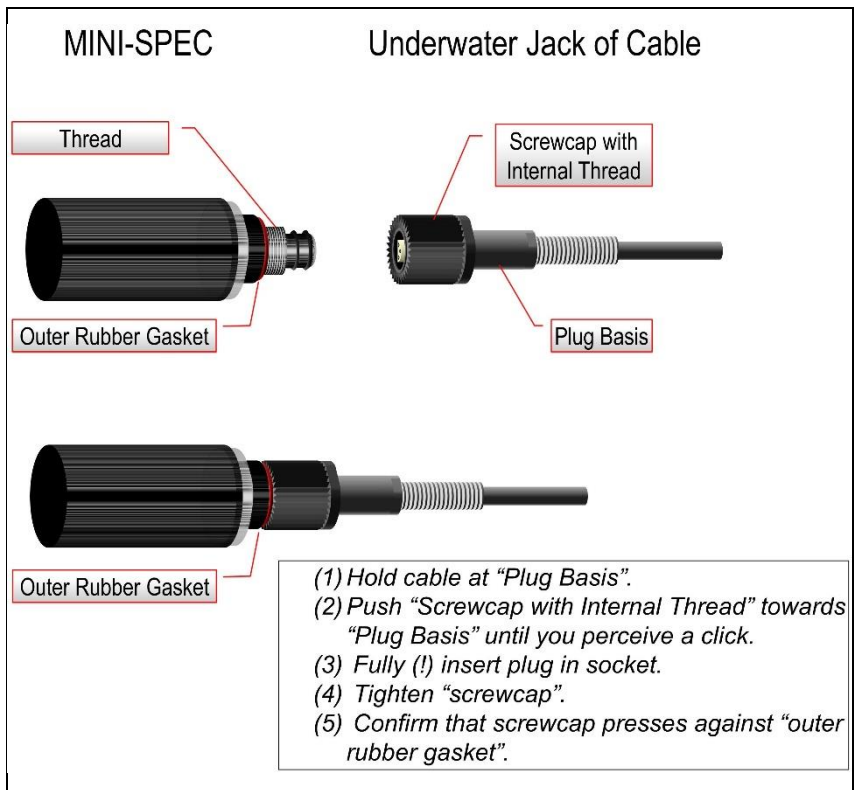 MINI-SPEC
Underwater Jack of Cable
Thread
Screwcap with
Internal Thread
Outer Rubber Gasket
Plug Basis
Outer Rubber Gasket
(1) Hold cable at “Plug Basis”.
(2) Push “Screwcap with Internal Thread” towards
“Plug Basis” until you perceive a click.
(3) Fully (!) insert plug in socket.
(4) Tighten “screwcap”.
(5) Confirm that screwcap presses against “outer
rubber gasket”.